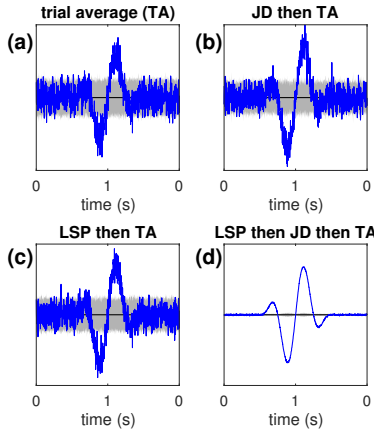 trial average (TA)
JD then TA
(a)
(b)
0 1 0
0 1 0
time (s)
time (s)
LSP then TA
LSP then JD then TA
(c)
(d)
0 1 0
0 1 0
time (s)
time (s)